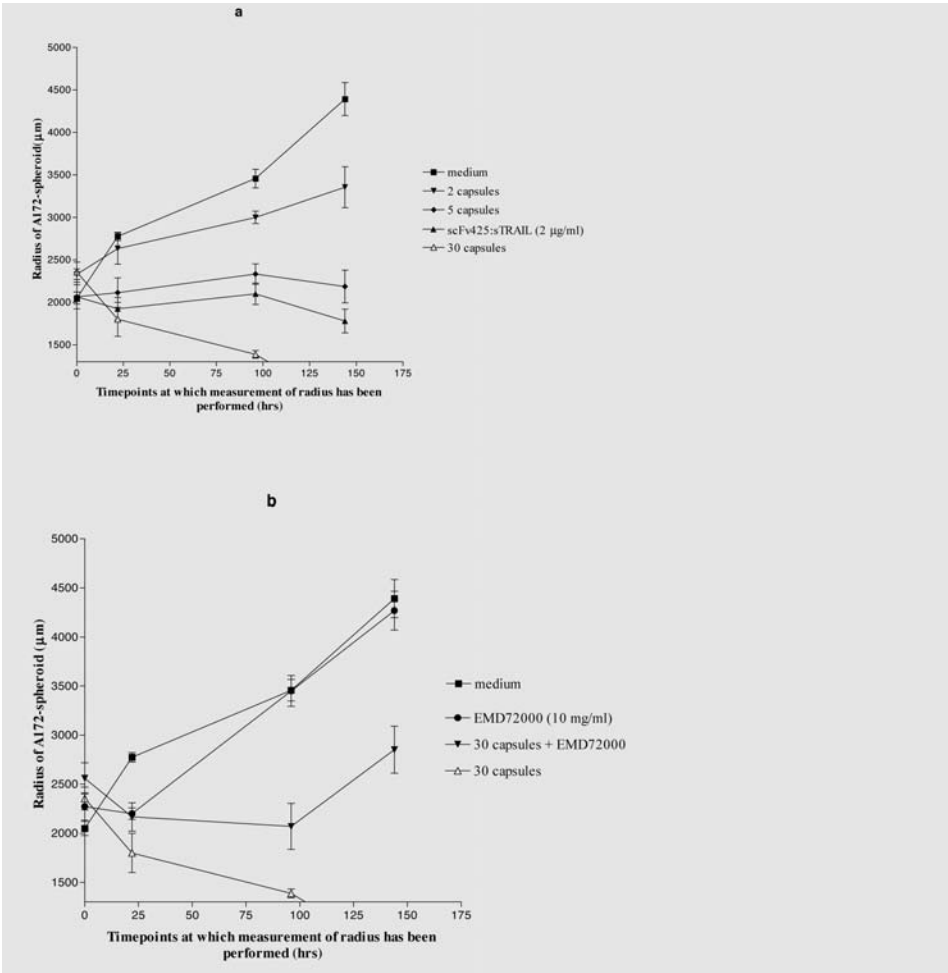 a
5000
4500
4000
3500
3000
2500
2000
1500
Radius of A172-spheroid(μm)
0 25 50 75 100 125 150 175
Timepoints at which measurement of radius has been
performed (hrs)
medium
2 capsules
5 capsules
scFv425:sTRAIL (2 μg/ml)
30 capsules
b
5000
4500
4000
3500
3000
2500
2000
1500
Radius of A172-spheroid (μm)
0 25 50 75 100 125 150 175
Timepoints at which measurement of radius has been
performed (hrs)
medium
EMD72000 (10 mg/ml)
30 capsules + EMD72000
30 capsules